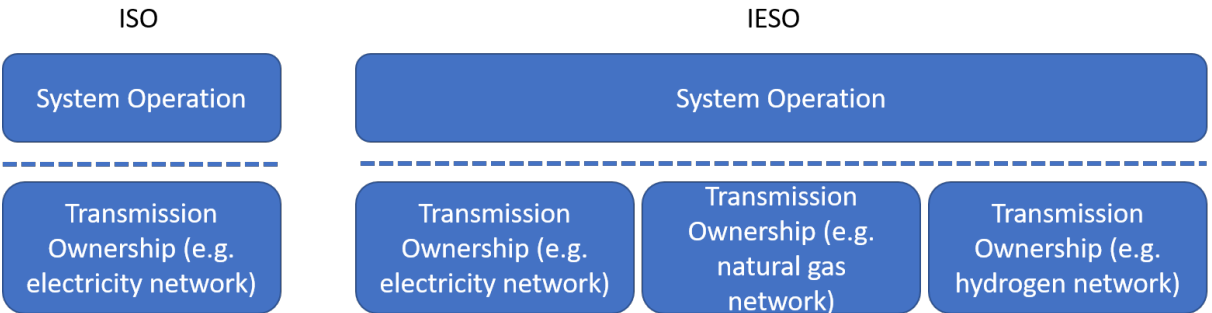 ISO
IESO
System Operation
System Operation
Transmission
Ownership (e.g.
electricity network)
Transmission
Ownership (e.g.
electricity network)
Transmission
Ownership (e.g.
natural gas
network)
Transmission
Ownership (e.g.
hydrogen network)